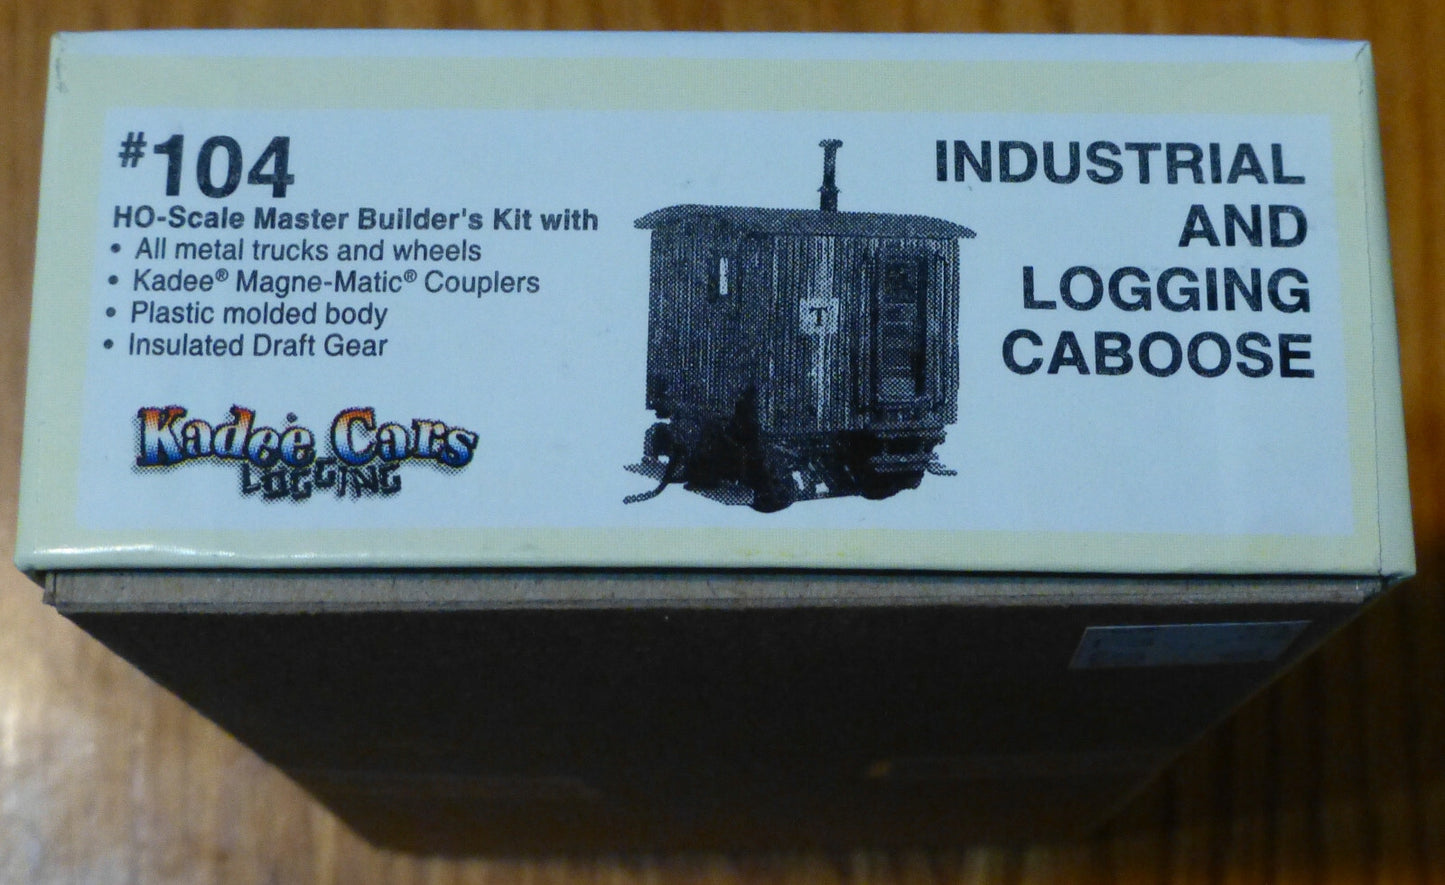 #104
HO-Scale Master Builder's Kit with
• All metal trucks and wheels
• Kadee® Magne-Matic® Couplers
• Plastic molded body
• Insulated Draft Gear
Kadee Cars
LOGGING
T
INDUSTRIAL
AND
LOGGING
CABOOSE